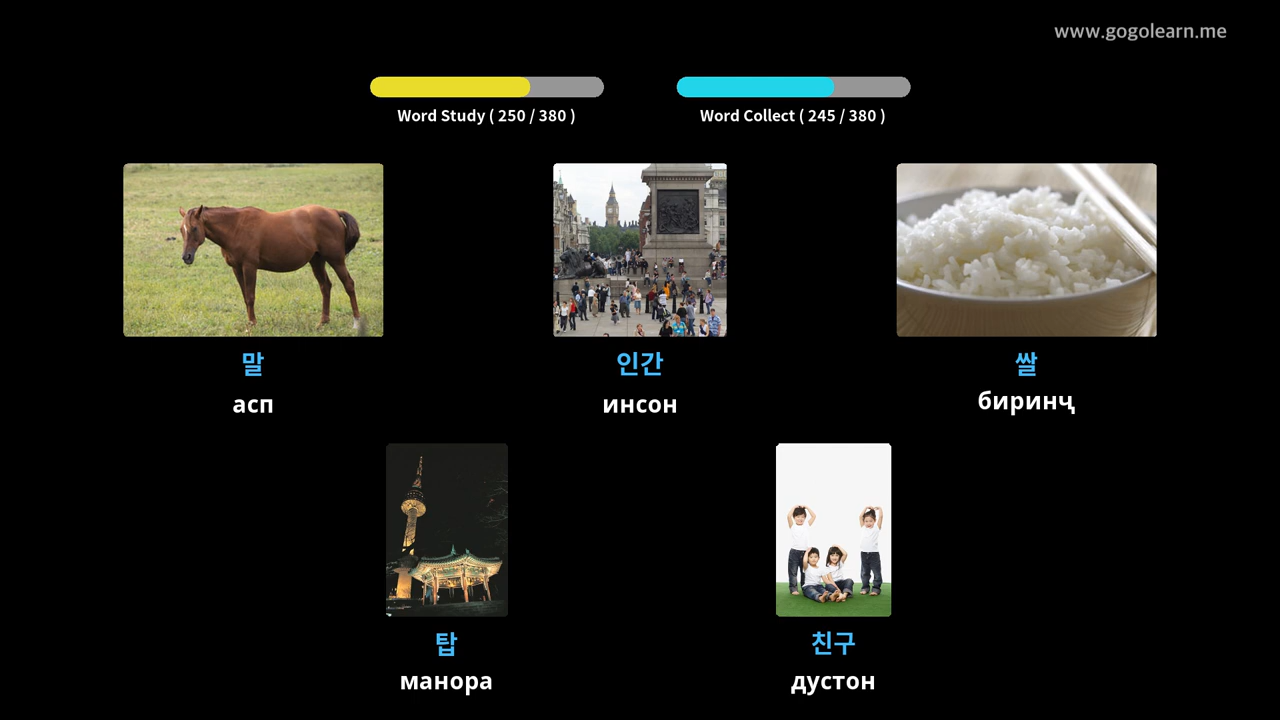 www.gogolearn.me
Word Study ( 250 / 380 )
Word Collect ( 245 / 380 )
말
인간
쌀
асп
инсон
биринҷ
탑
친구
манора
дустон